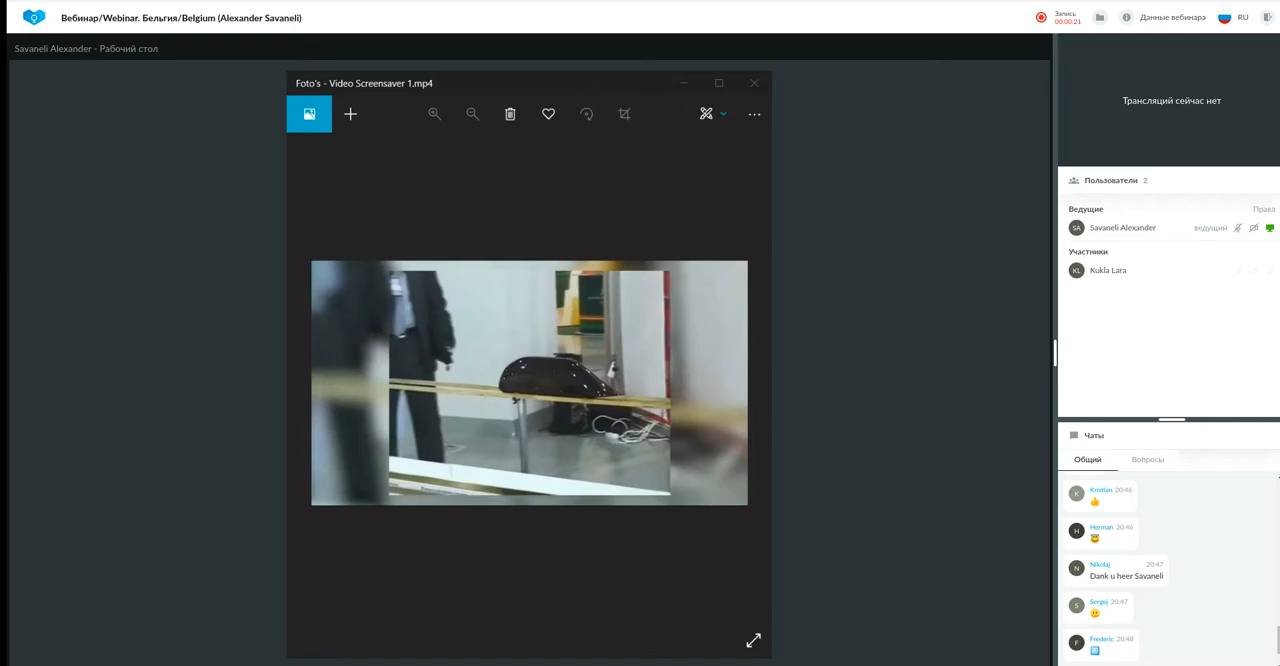 Вебинар/Webinar. Бельгия/Belgium (Alexander Savaneli)
Запись
00:00:21
Данные вебинара
RU
Savaneli Alexander - Рабочий стол
Foto's - Video Screensaver 1.mp4
Трансляций сейчас нет
Пользователи 2
Ведущие Права
SA Savaneli Alexander ведущий
Участники
KL Kukla Lara
Чаты
Общий Вопросы
K Kristian 20:46
👍
H Herman 20:46
😇
N Nikolaj 20:47
Dank u heer Savaneli
S Sergej 20:47
🙂
F Frederic 20:48